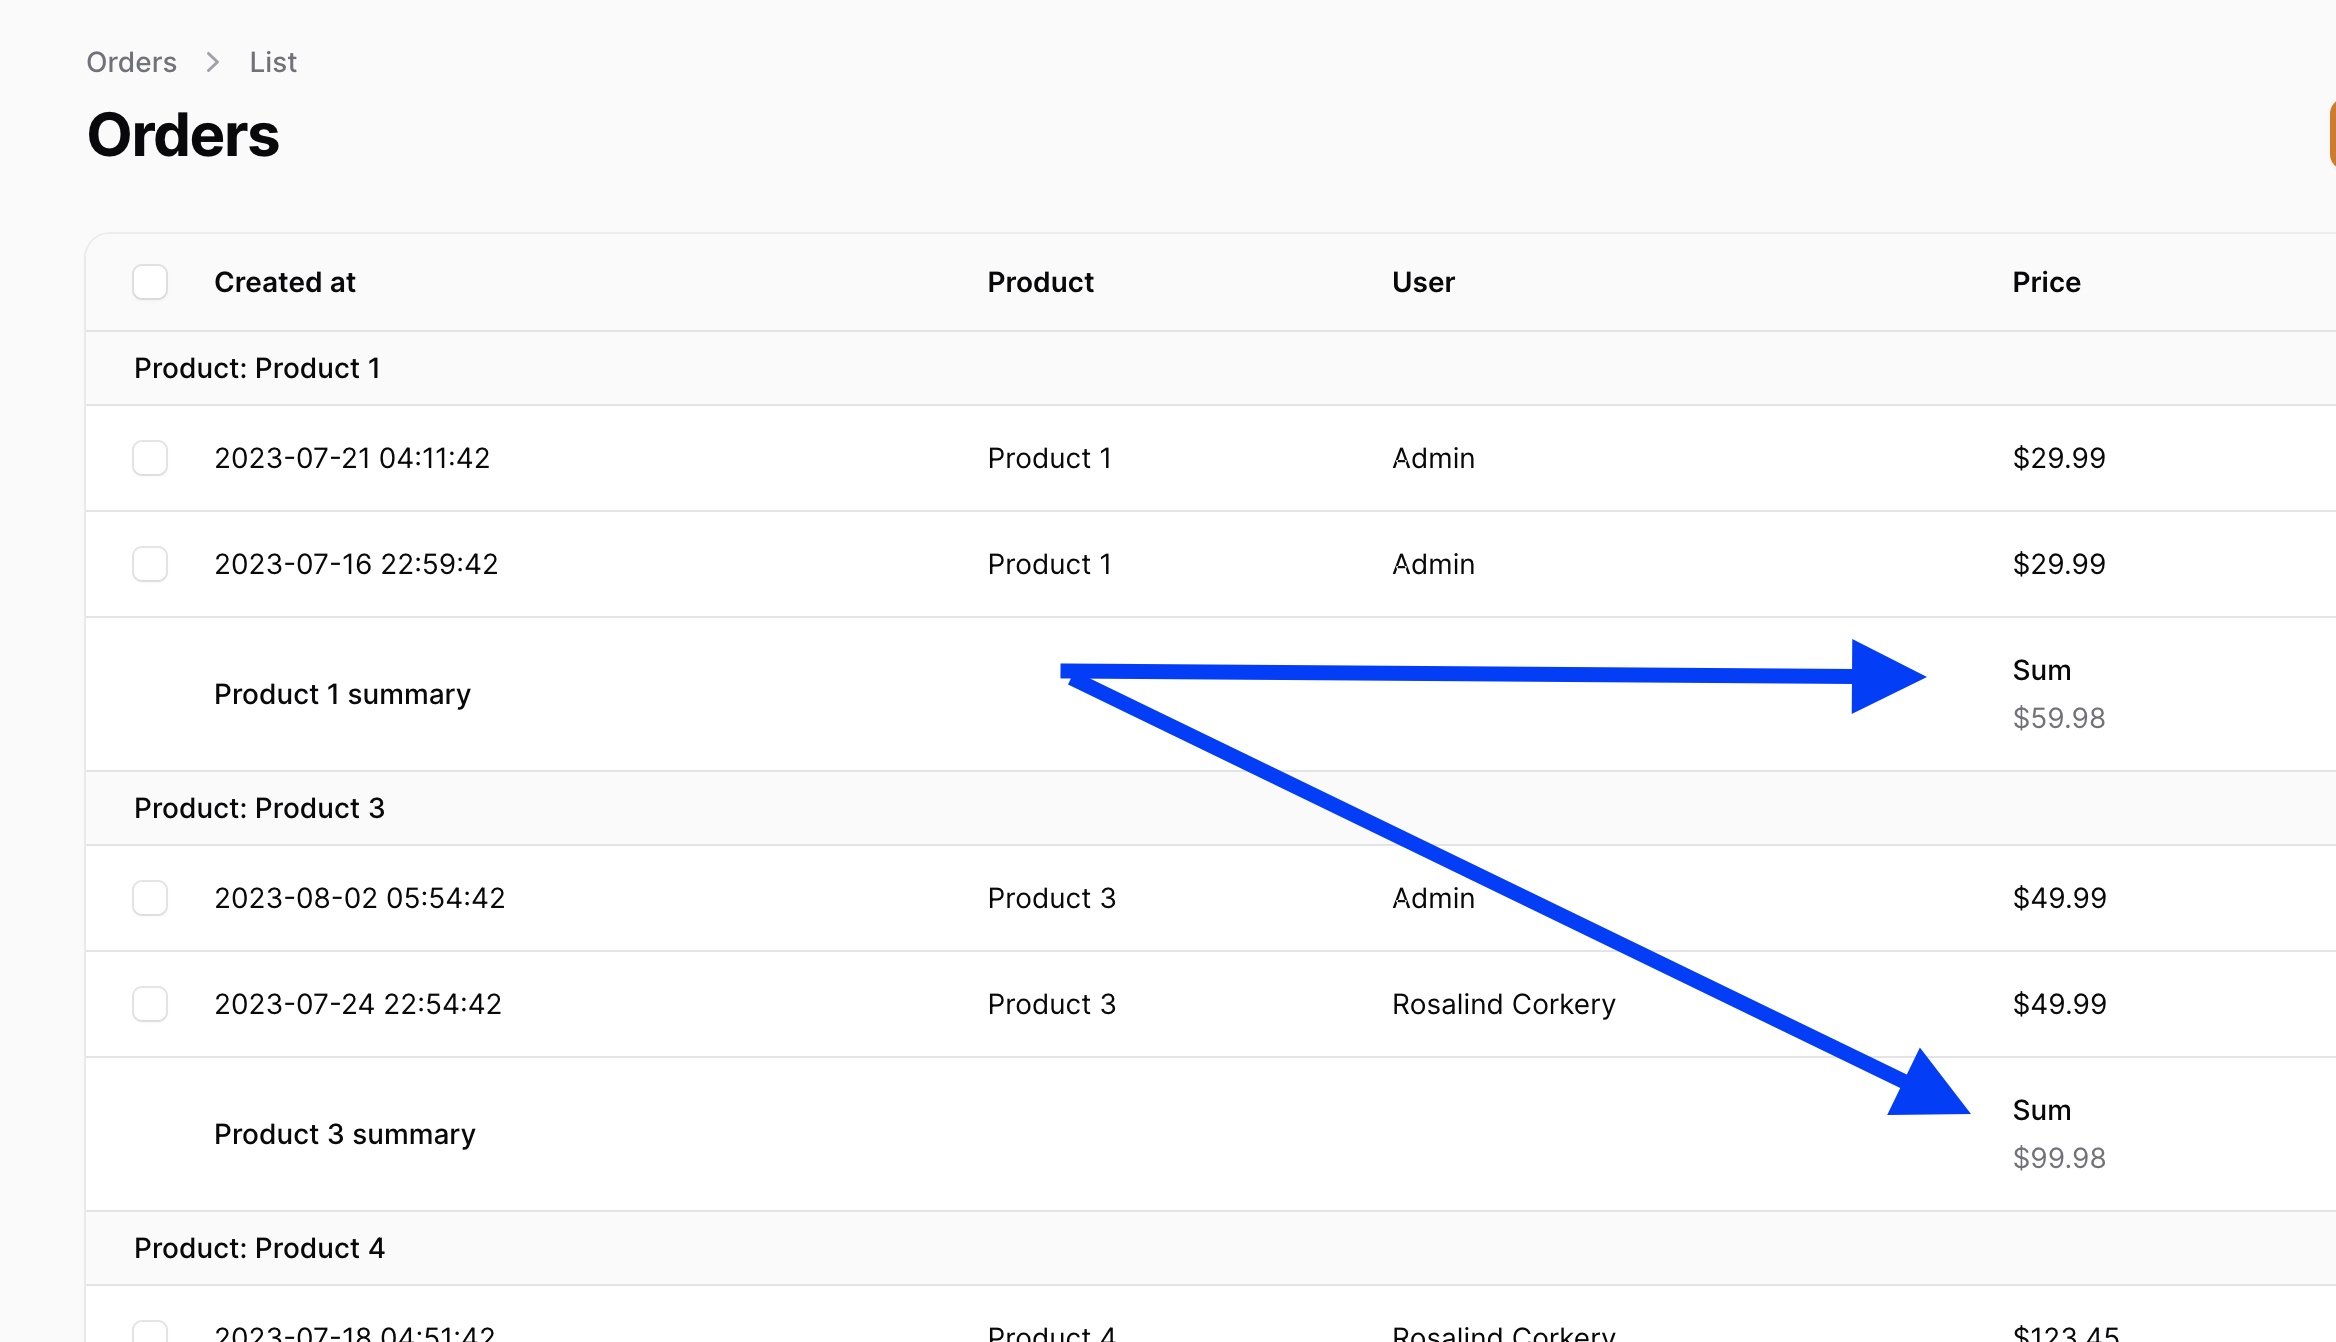 Orders > List
Orders
Created at Product User Price
Product: Product 1
2023-07-21 04:11:42 Product 1 Admin $29.99
2023-07-16 22:59:42 Product 1 Admin $29.99
Product 1 summary Sum
$59.98
Product: Product 3
2023-08-02 05:54:42 Product 3 Admin $49.99
2023-07-24 22:54:42 Product 3 Rosalind Corkery $49.99
Product 3 summary Sum
$99.98
Product: Product 4
2023-07-18 04:51:42 Product 4 Rosalind Corkery $123.45